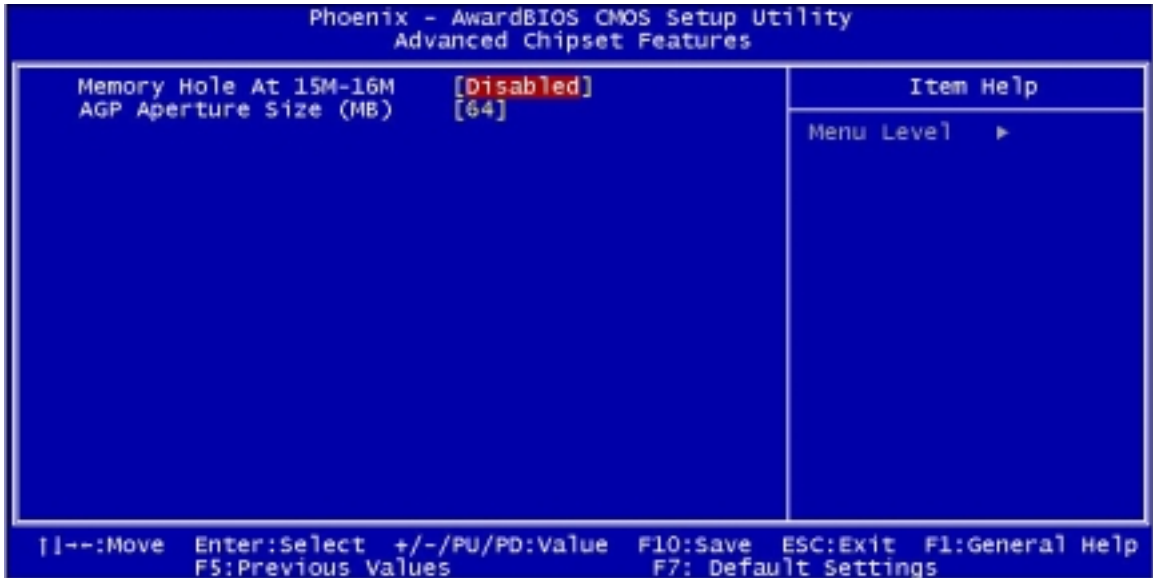 Phoenix - AwardBIOS CMOS Setup Utility
Advanced Chipset Features
Memory Hole At 15M-16M [Disabled]
AGP Aperture Size (MB) [64]
Item Help
Menu Level ▶
↑↓→←:Move Enter:Select +/-/PU/PD:Value F10:Save ESC:Exit F1:General Help
F5:Previous Values F7: Default Settings